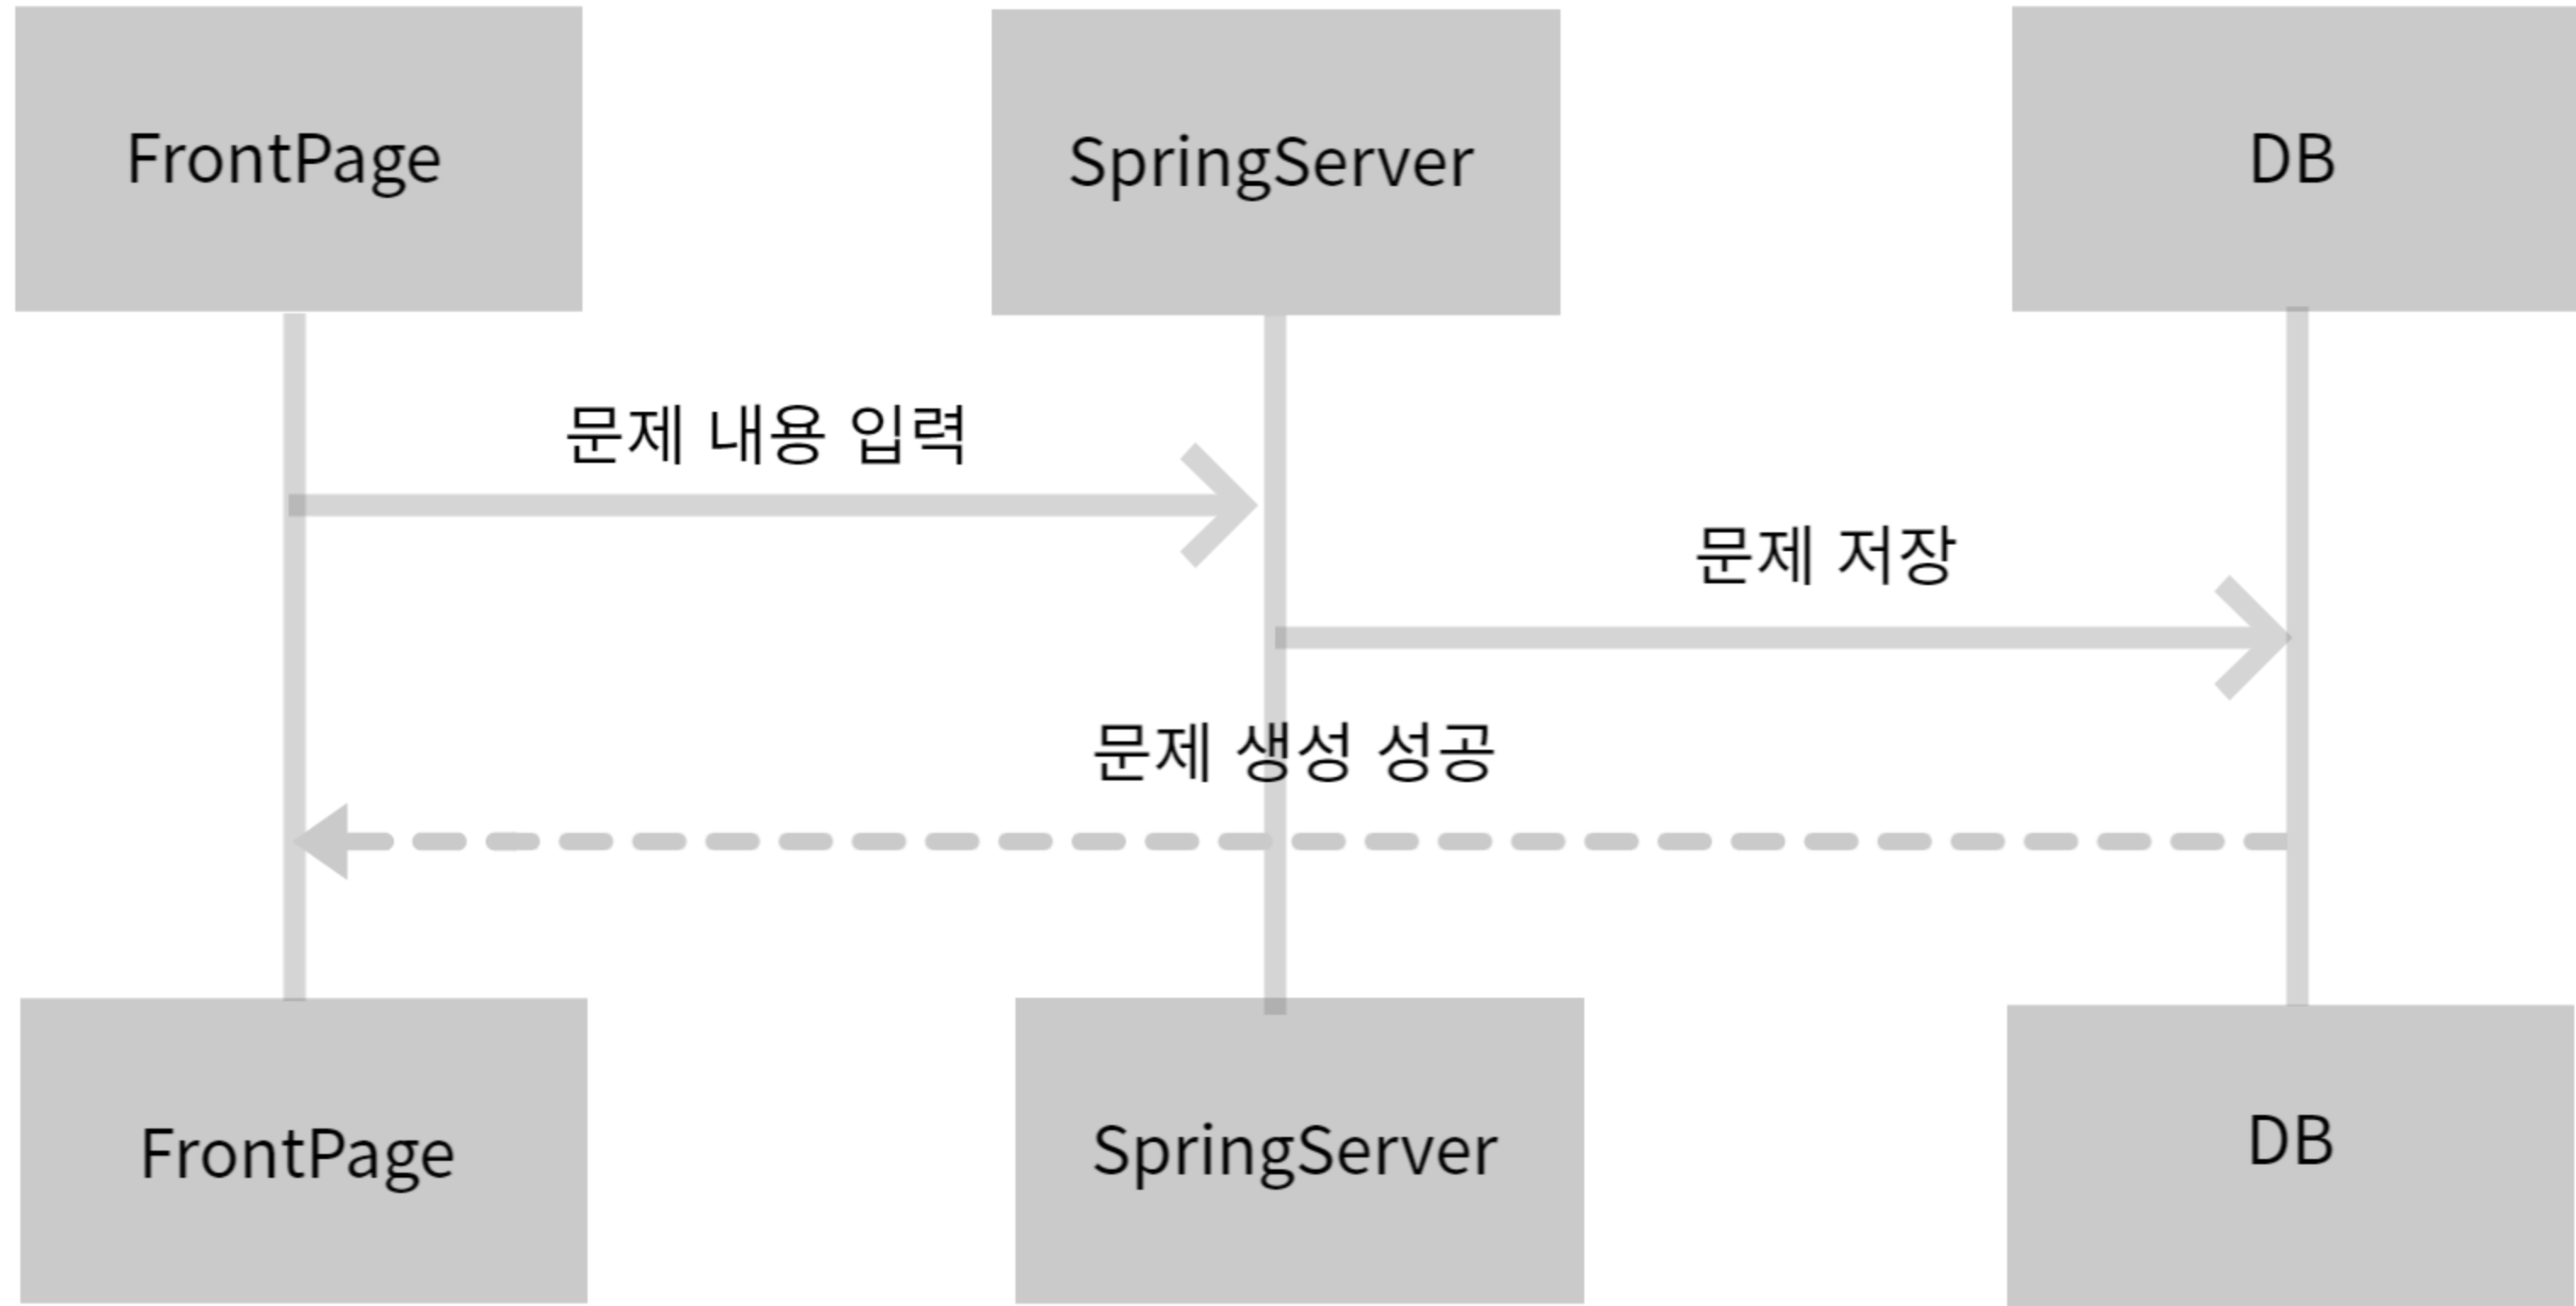 FrontPage
SpringServer
DB
문제 내용 입력
문제 저장
문제 생성 성공
FrontPage
SpringServer
DB